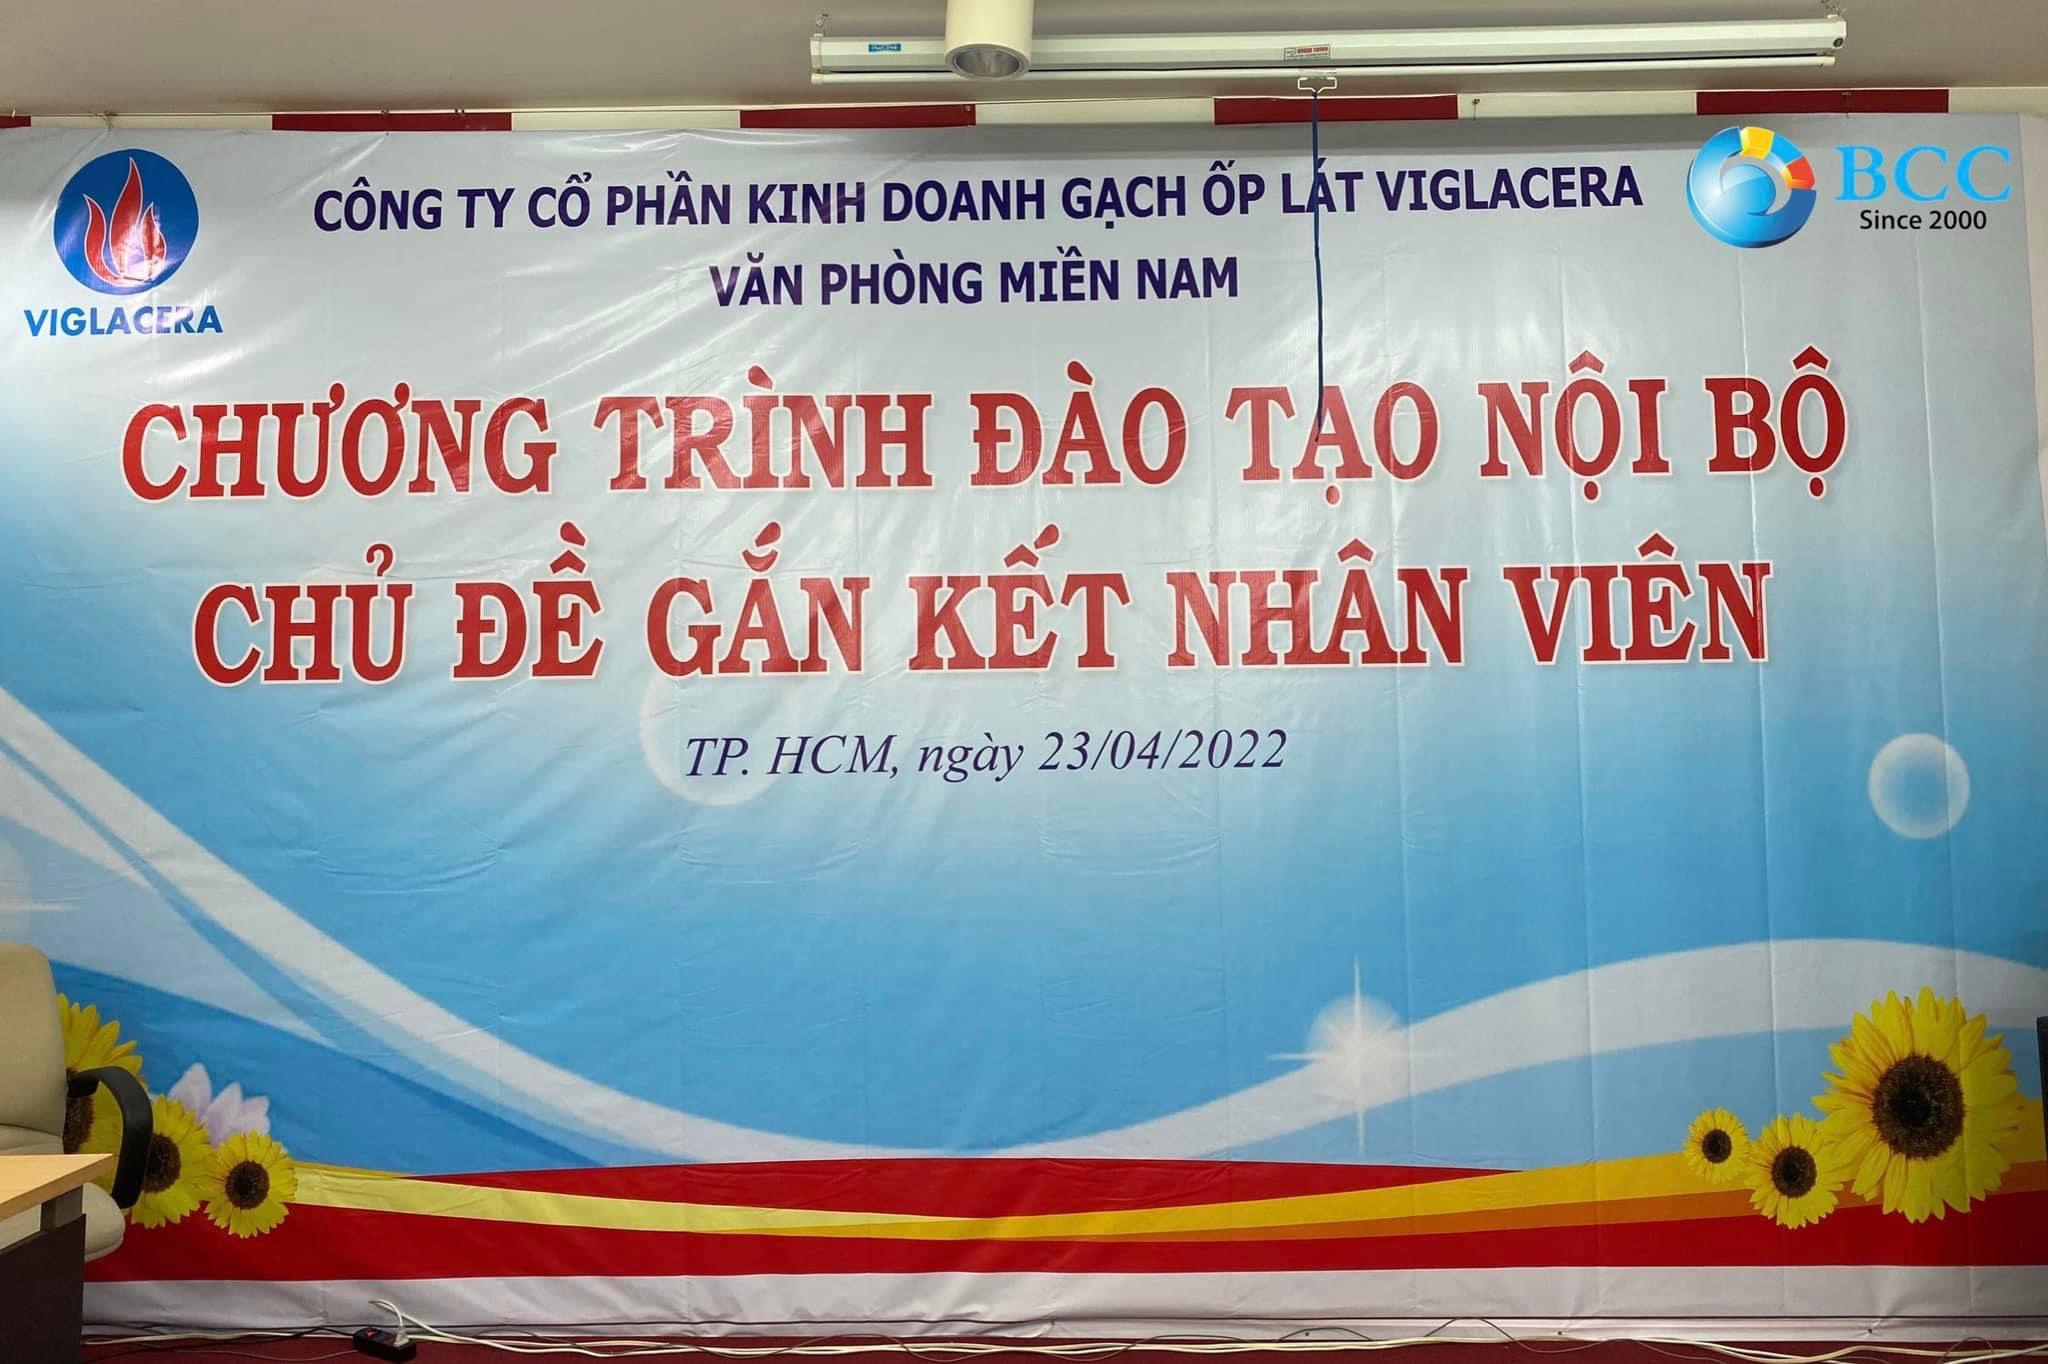 CÔNG TY CỔ PHẦN KINH DOANH GẠCH ỐP LÁT VIGLACERA
VĂN PHÒNG MIỀN NAM
VIGLACERA
BCC
Since 2000
CHƯƠNG TRÌNH ĐÀO TẠO NỘI BỘ
CHỦ ĐỀ GẮN KẾT NHÂN VIÊN
TP. HCM, ngày 23/04/2022